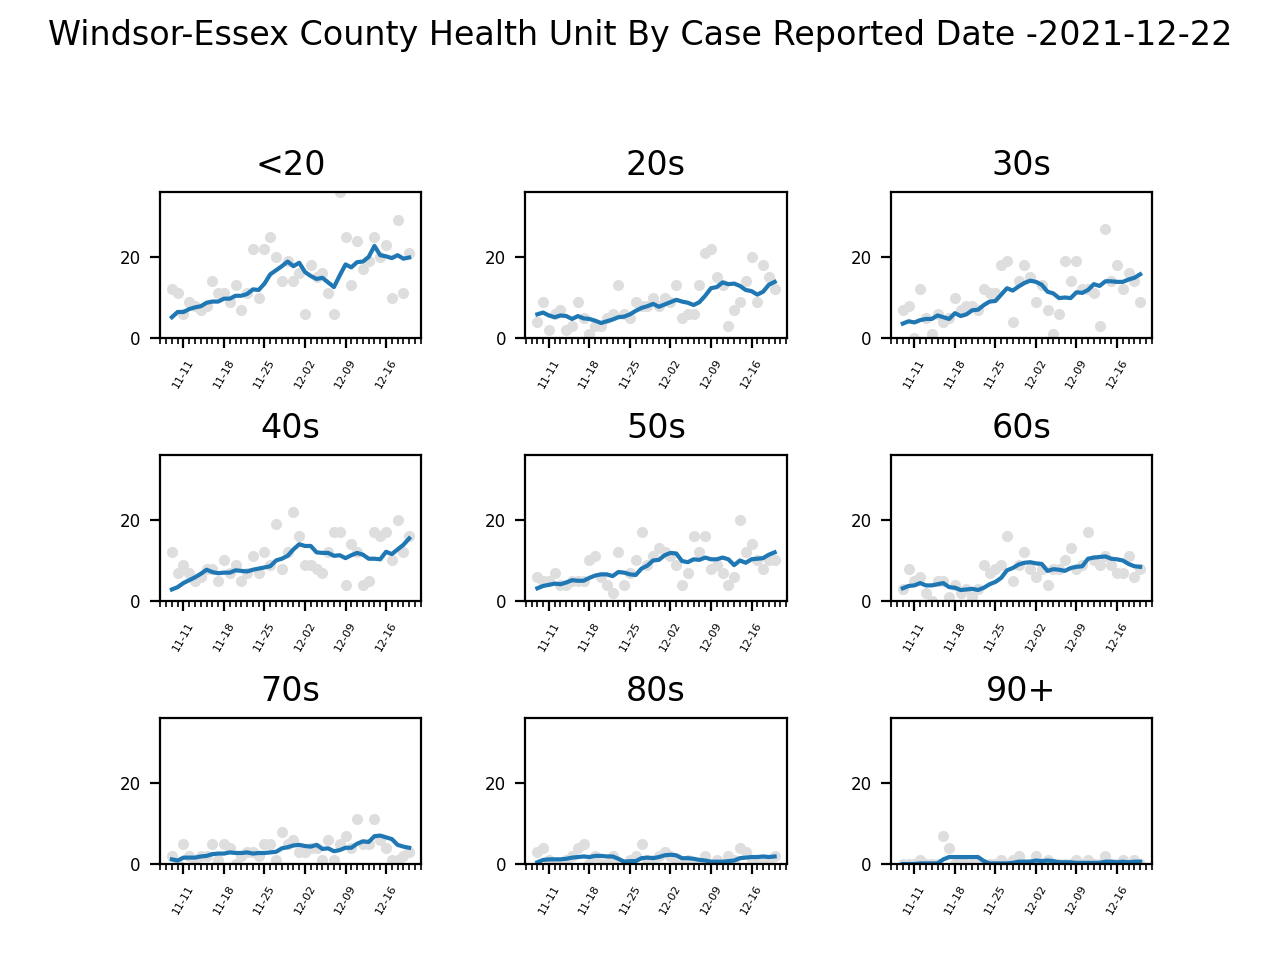 Windsor-Essex County Health Unit By Case Reported Date -2021-12-22
<20 20s 30s
20 20 20
0 0 0
11-11 11-18 11-25 12-02 12-09 12-16 11-11 11-18 11-25 12-02 12-09 12-16 11-11 11-18 11-25 12-02 12-09 12-16
40s 50s 60s
20 20 20
0 0 0
11-11 11-18 11-25 12-02 12-09 12-16 11-11 11-18 11-25 12-02 12-09 12-16 11-11 11-18 11-25 12-02 12-09 12-16
70s 80s 90+
20 20 20
0 0 0
11-11 11-18 11-25 12-02 12-09 12-16 11-11 11-18 11-25 12-02 12-09 12-16 11-11 11-18 11-25 12-02 12-09 12-16